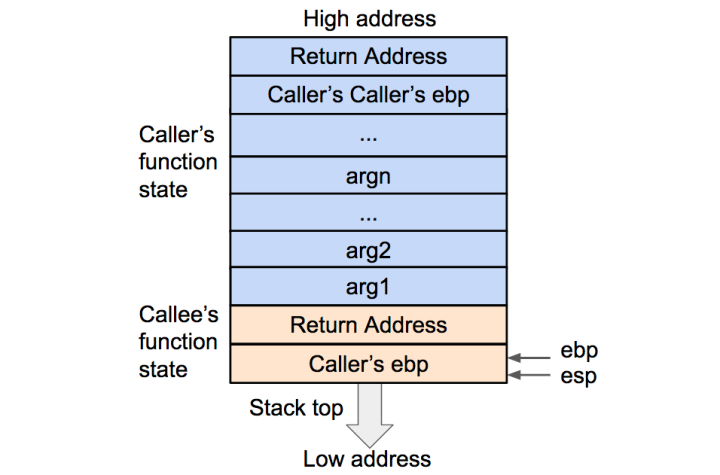 High address
Return Address
Caller's Caller's ebp
...
Caller's
function
state
argn
...
arg2
arg1
Callee's
function
state
Return Address
Caller's ebp
ebp
esp
Stack top
Low address